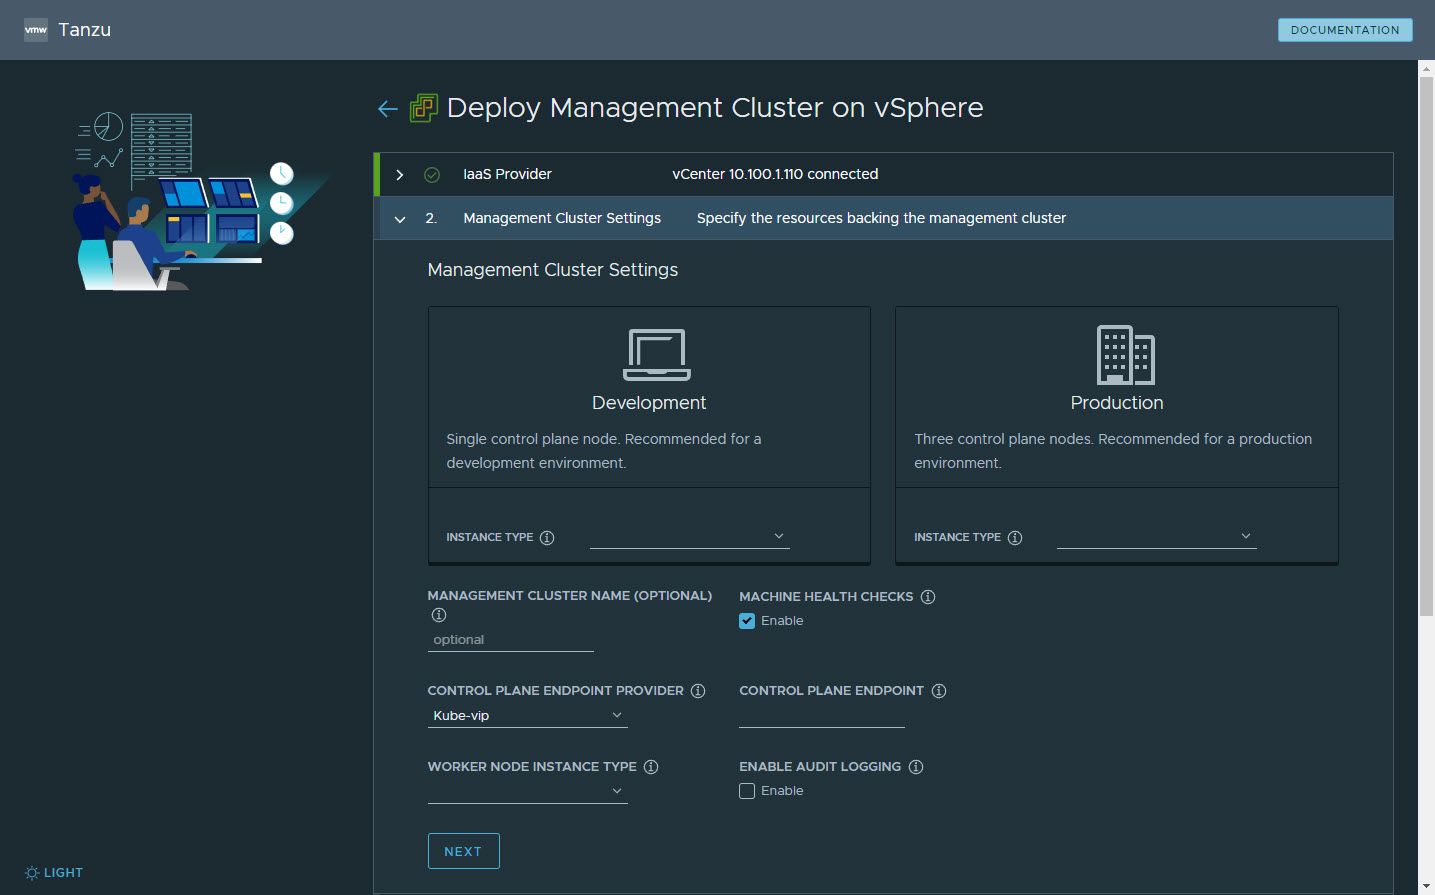 vmw Tanzu
DOCUMENTATION
Deploy Management Cluster on vSphere
IaaS Provider vCenter 10.100.1.110 connected
2. Management Cluster Settings Specify the resources backing the management cluster
Management Cluster Settings
Development
Single control plane node. Recommended for a
development environment.
INSTANCE TYPE
Production
Three control plane nodes. Recommended for a production
environment.
INSTANCE TYPE
MANAGEMENT CLUSTER NAME (OPTIONAL)
optional
MACHINE HEALTH CHECKS
Enable
CONTROL PLANE ENDPOINT PROVIDER
Kube-vip
CONTROL PLANE ENDPOINT
WORKER NODE INSTANCE TYPE
ENABLE AUDIT LOGGING
Enable
NEXT
LIGHT